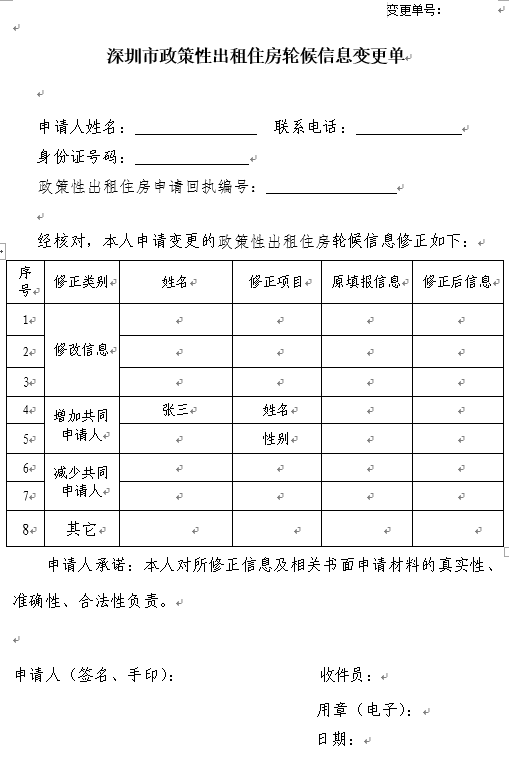 变更单号：
深圳市政策性出租住房轮候信息变更单
申请人姓名： 联系电话：
身份证号码：
政策性出租住房申请回执编号：
经核对，本人申请变更的政策性出租住房轮候信息修正如下：
序号 修正类别 姓名 修正项目 原填报信息 修正后信息
1
2 修改信息
3
4 增加共同申请人 张三 姓名
5 性别
6 减少共同申请人
7
8 其它
申请人承诺：本人对所修正信息及相关书面申请材料的真实性、
准确性、合法性负责。
申请人（签名、手印）： 收件员：
用章（电子）：
日期：